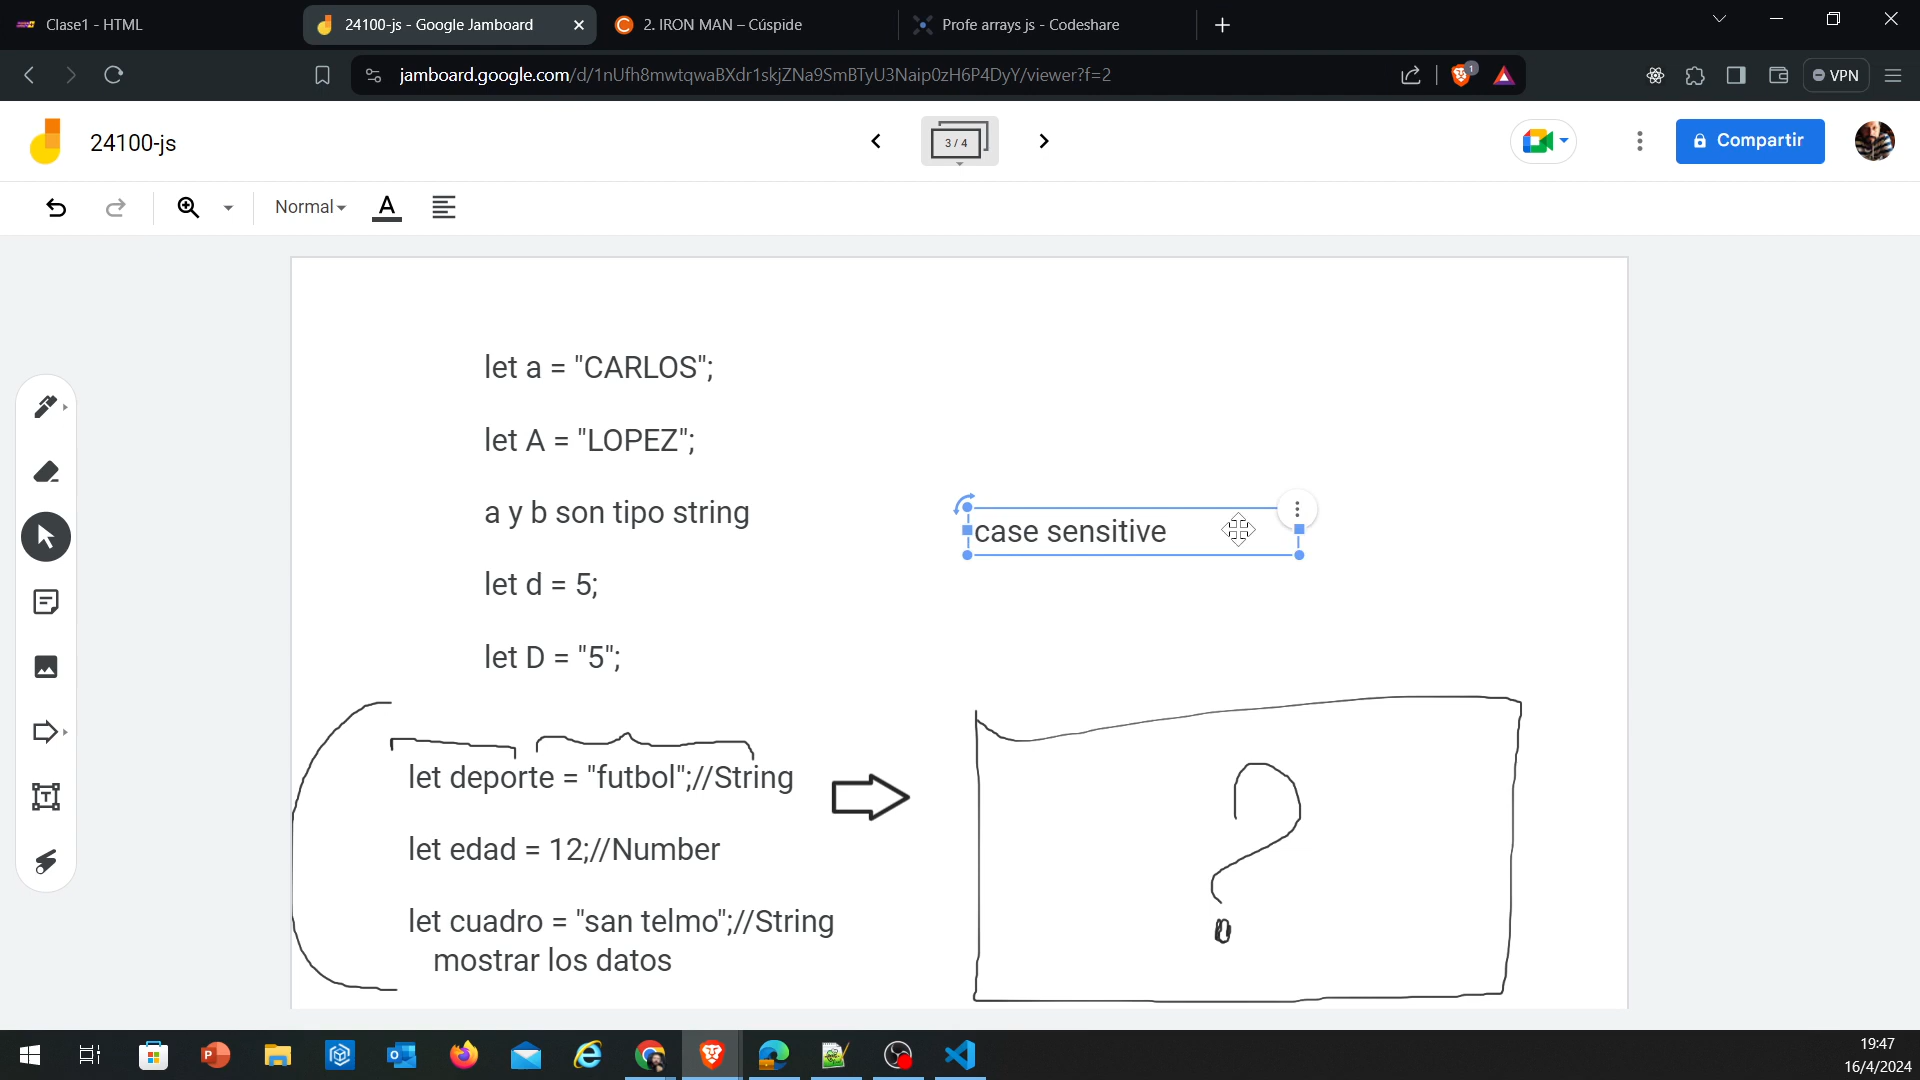 Clase1 - HTML
24100-js - Google Jamboard
2. IRON MAN – Cúspide
Profe arrays js - Codeshare
jamboard.google.com/d/1nUfh8mwtqwaBXdr1skjZNa9SmBTyU3Naip0zH6P4DyY/viewer?f=2
1
VPN
24100-js
3 / 4
Compartir
Normal
A
let a = "CARLOS";
let A = "LOPEZ";
a y b son tipo string
case sensitive
let d = 5;
let D = "5";
let deporte = "futbol";//String
let edad = 12;//Number
let cuadro = "san telmo";//String
mostrar los datos
?
19:47
16/4/2024